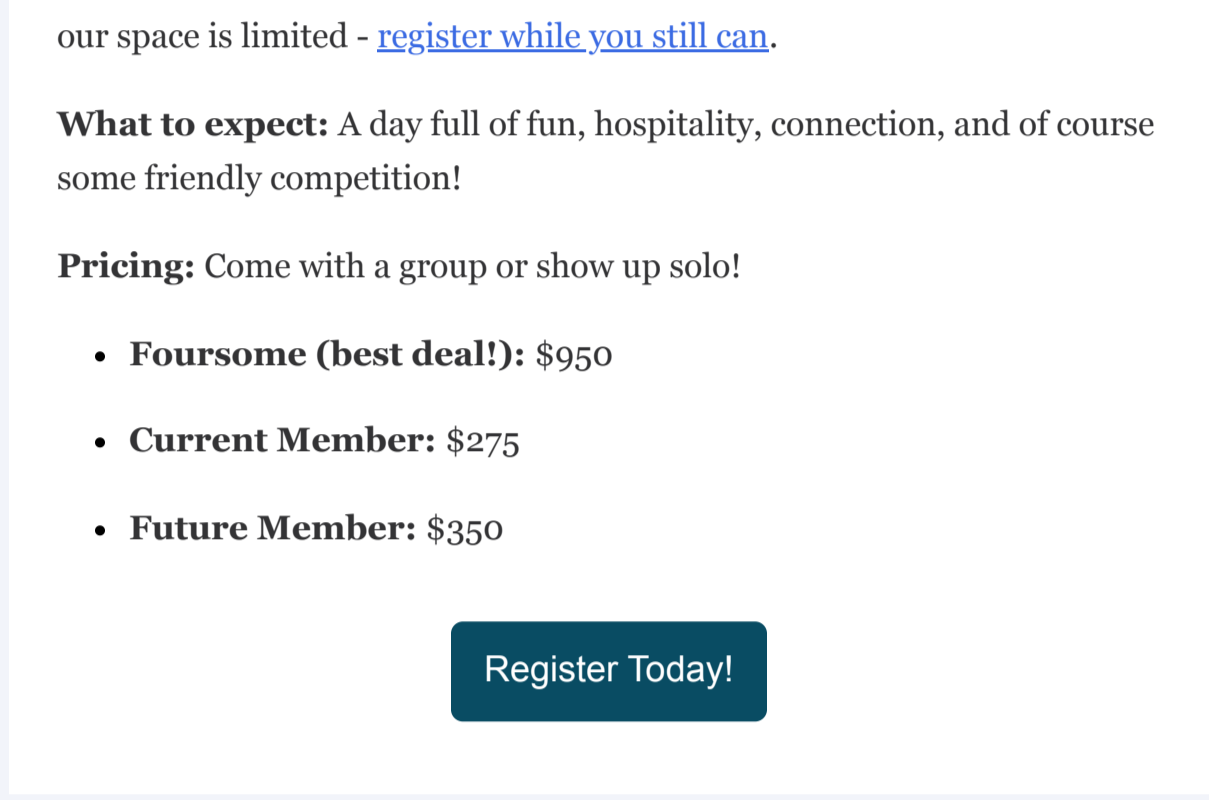 our space is limited - register while you still can.
What to expect: A day full of fun, hospitality, connection, and of course
some friendly competition!
Pricing: Come with a group or show up solo!
• Foursome (best deal!): $950
• Current Member: $275
• Future Member: $350
Register Today!